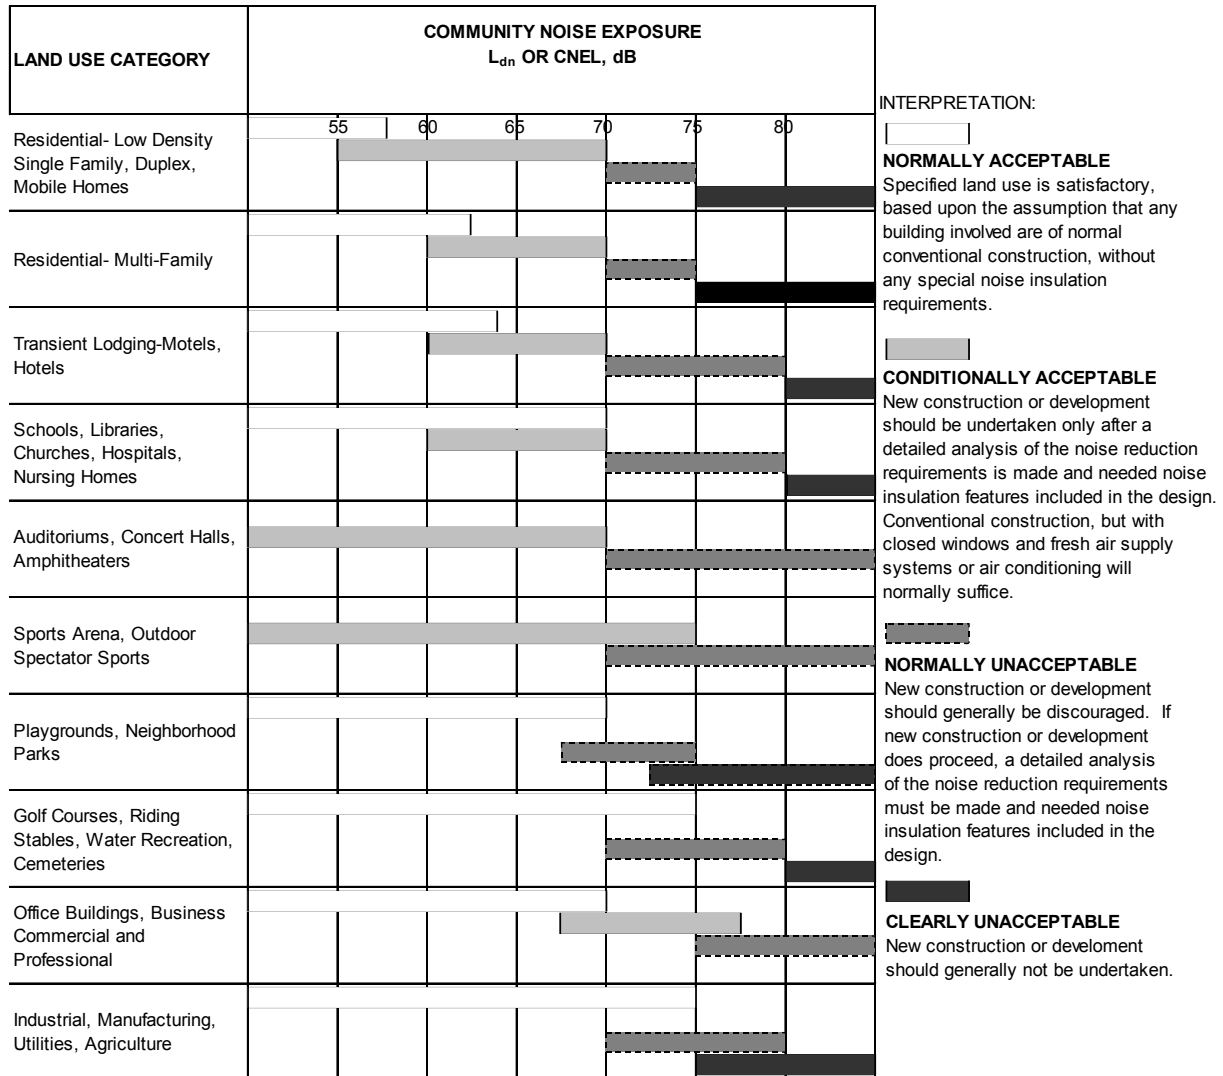 LAND USE CATEGORY
COMMUNITY NOISE EXPOSURE
Ldn OR CNEL, dB
55 60 65 70 75 80
Residential- Low Density
Single Family, Duplex,
Mobile Homes
Residential- Multi-Family
Transient Lodging-Motels,
Hotels
Schools, Libraries,
Churches, Hospitals,
Nursing Homes
Auditoriums, Concert Halls,
Amphitheaters
Sports Arena, Outdoor
Spectator Sports
Playgrounds, Neighborhood
Parks
Golf Courses, Riding
Stables, Water Recreation,
Cemeteries
Office Buildings, Business
Commercial and
Professional
Industrial, Manufacturing,
Utilities, Agriculture
INTERPRETATION:
NORMALLY ACCEPTABLE
Specified land use is satisfactory,
based upon the assumption that any
building involved are of normal
conventional construction, without
any special noise insulation
requirements.
CONDITIONALLY ACCEPTABLE
New construction or development
should be undertaken only after a
detailed analysis of the noise reduction
requirements is made and needed noise
insulation features included in the design.
Conventional construction, but with
closed windows and fresh air supply
systems or air conditioning will
normally suffice.
NORMALLY UNACCEPTABLE
New construction or development
should generally be discouraged. If
new construction or development
does proceed, a detailed analysis
of the noise reduction requirements
must be made and needed noise
insulation features included in the
design.
CLEARLY UNACCEPTABLE
New construction or develoment
should generally not be undertaken.